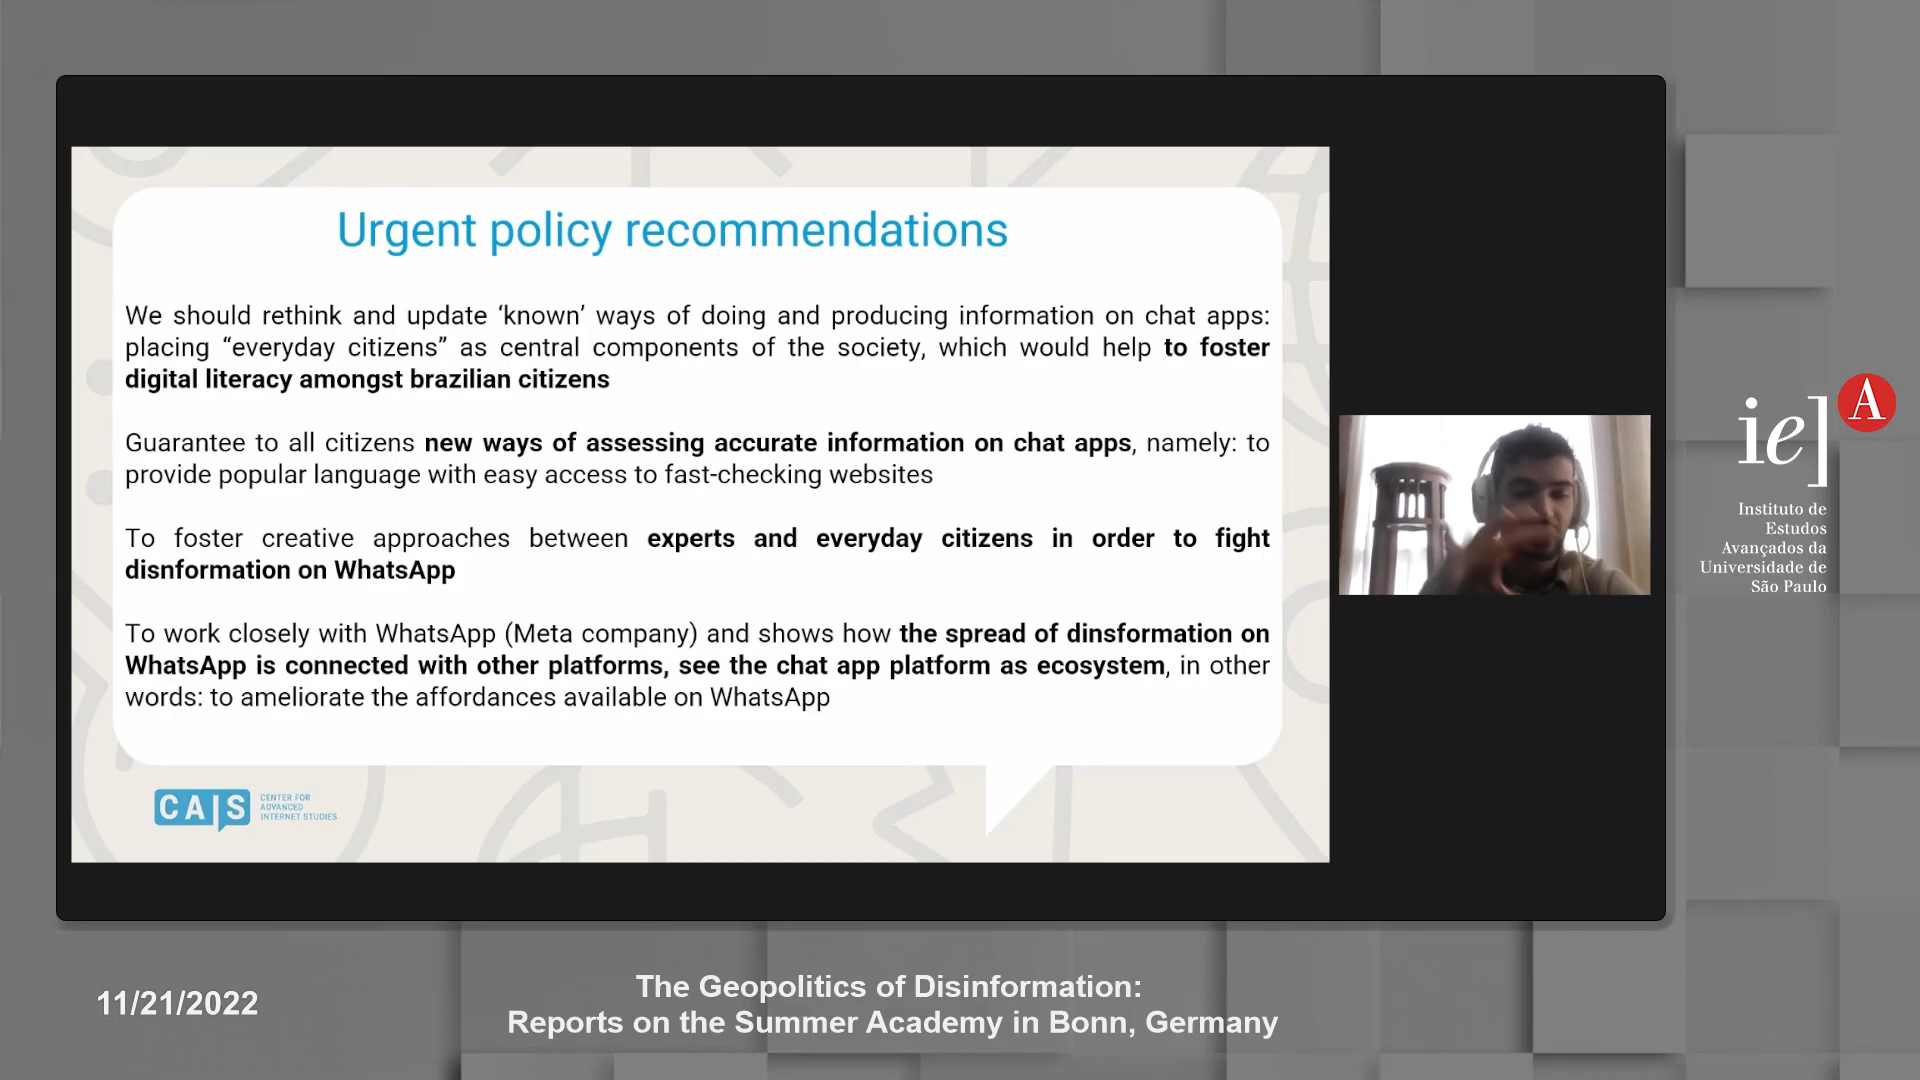 Urgent policy recommendations
We should rethink and update ‘known’ ways of doing and producing information on chat apps:
placing “everyday citizens” as central components of the society, which would help to foster
digital literacy amongst brazilian citizens
Guarantee to all citizens new ways of assessing accurate information on chat apps, namely: to
provide popular language with easy access to fast-checking websites
To foster creative approaches between experts and everyday citizens in order to fight
disnformation on WhatsApp
To work closely with WhatsApp (Meta company) and shows how the spread of dinsformation on
WhatsApp is connected with other platforms, see the chat app platform as ecosystem, in other
words: to ameliorate the affordances available on WhatsApp
CAIS
CENTER FOR
ADVANCED
INTERNET STUDIES
ie] A
Instituto de
Estudos
Avançados da
Universidade de
São Paulo
11/21/2022
The Geopolitics of Disinformation:
Reports on the Summer Academy in Bonn, Germany